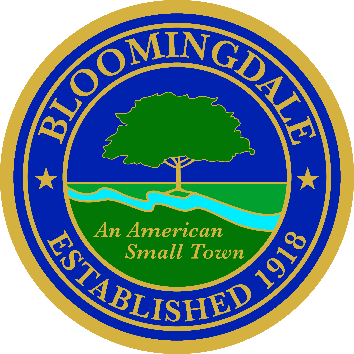 BLOOMINGDALE
An American
Small Town
ESTABLISHED 1918